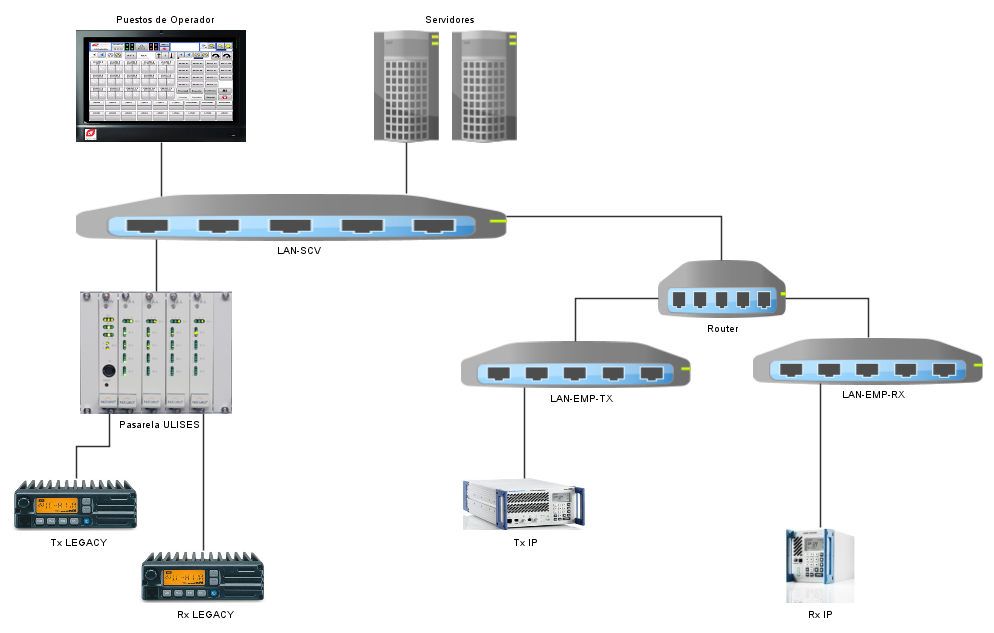 Puestos de Operador
Servidores
LAN-SCV
Router
LAN-EMP-TX
LAN-EMP-RX
Pasarela ULISES
Tx LEGACY
Tx IP
Rx LEGACY
Rx IP